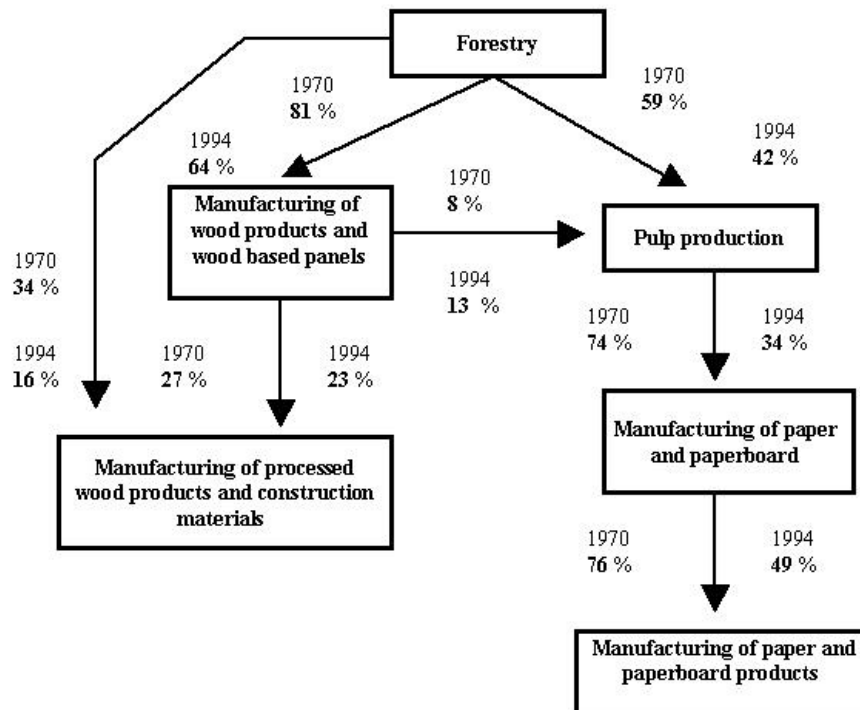 Forestry
1970
81 %
1970
59 %
1994
64 %
1994
42 %
Manufacturing of
wood products and
wood based panels
1970
8 %
Pulp production
1994
13 %
1970
34 %
1994
16 %
1970
27 %
1994
23 %
1970
74 %
1994
34 %
Manufacturing of processed
wood products and construction
materials
Manufacturing of paper
and paperboard
1970
76 %
1994
49 %
Manufacturing of paper and
paperboard products